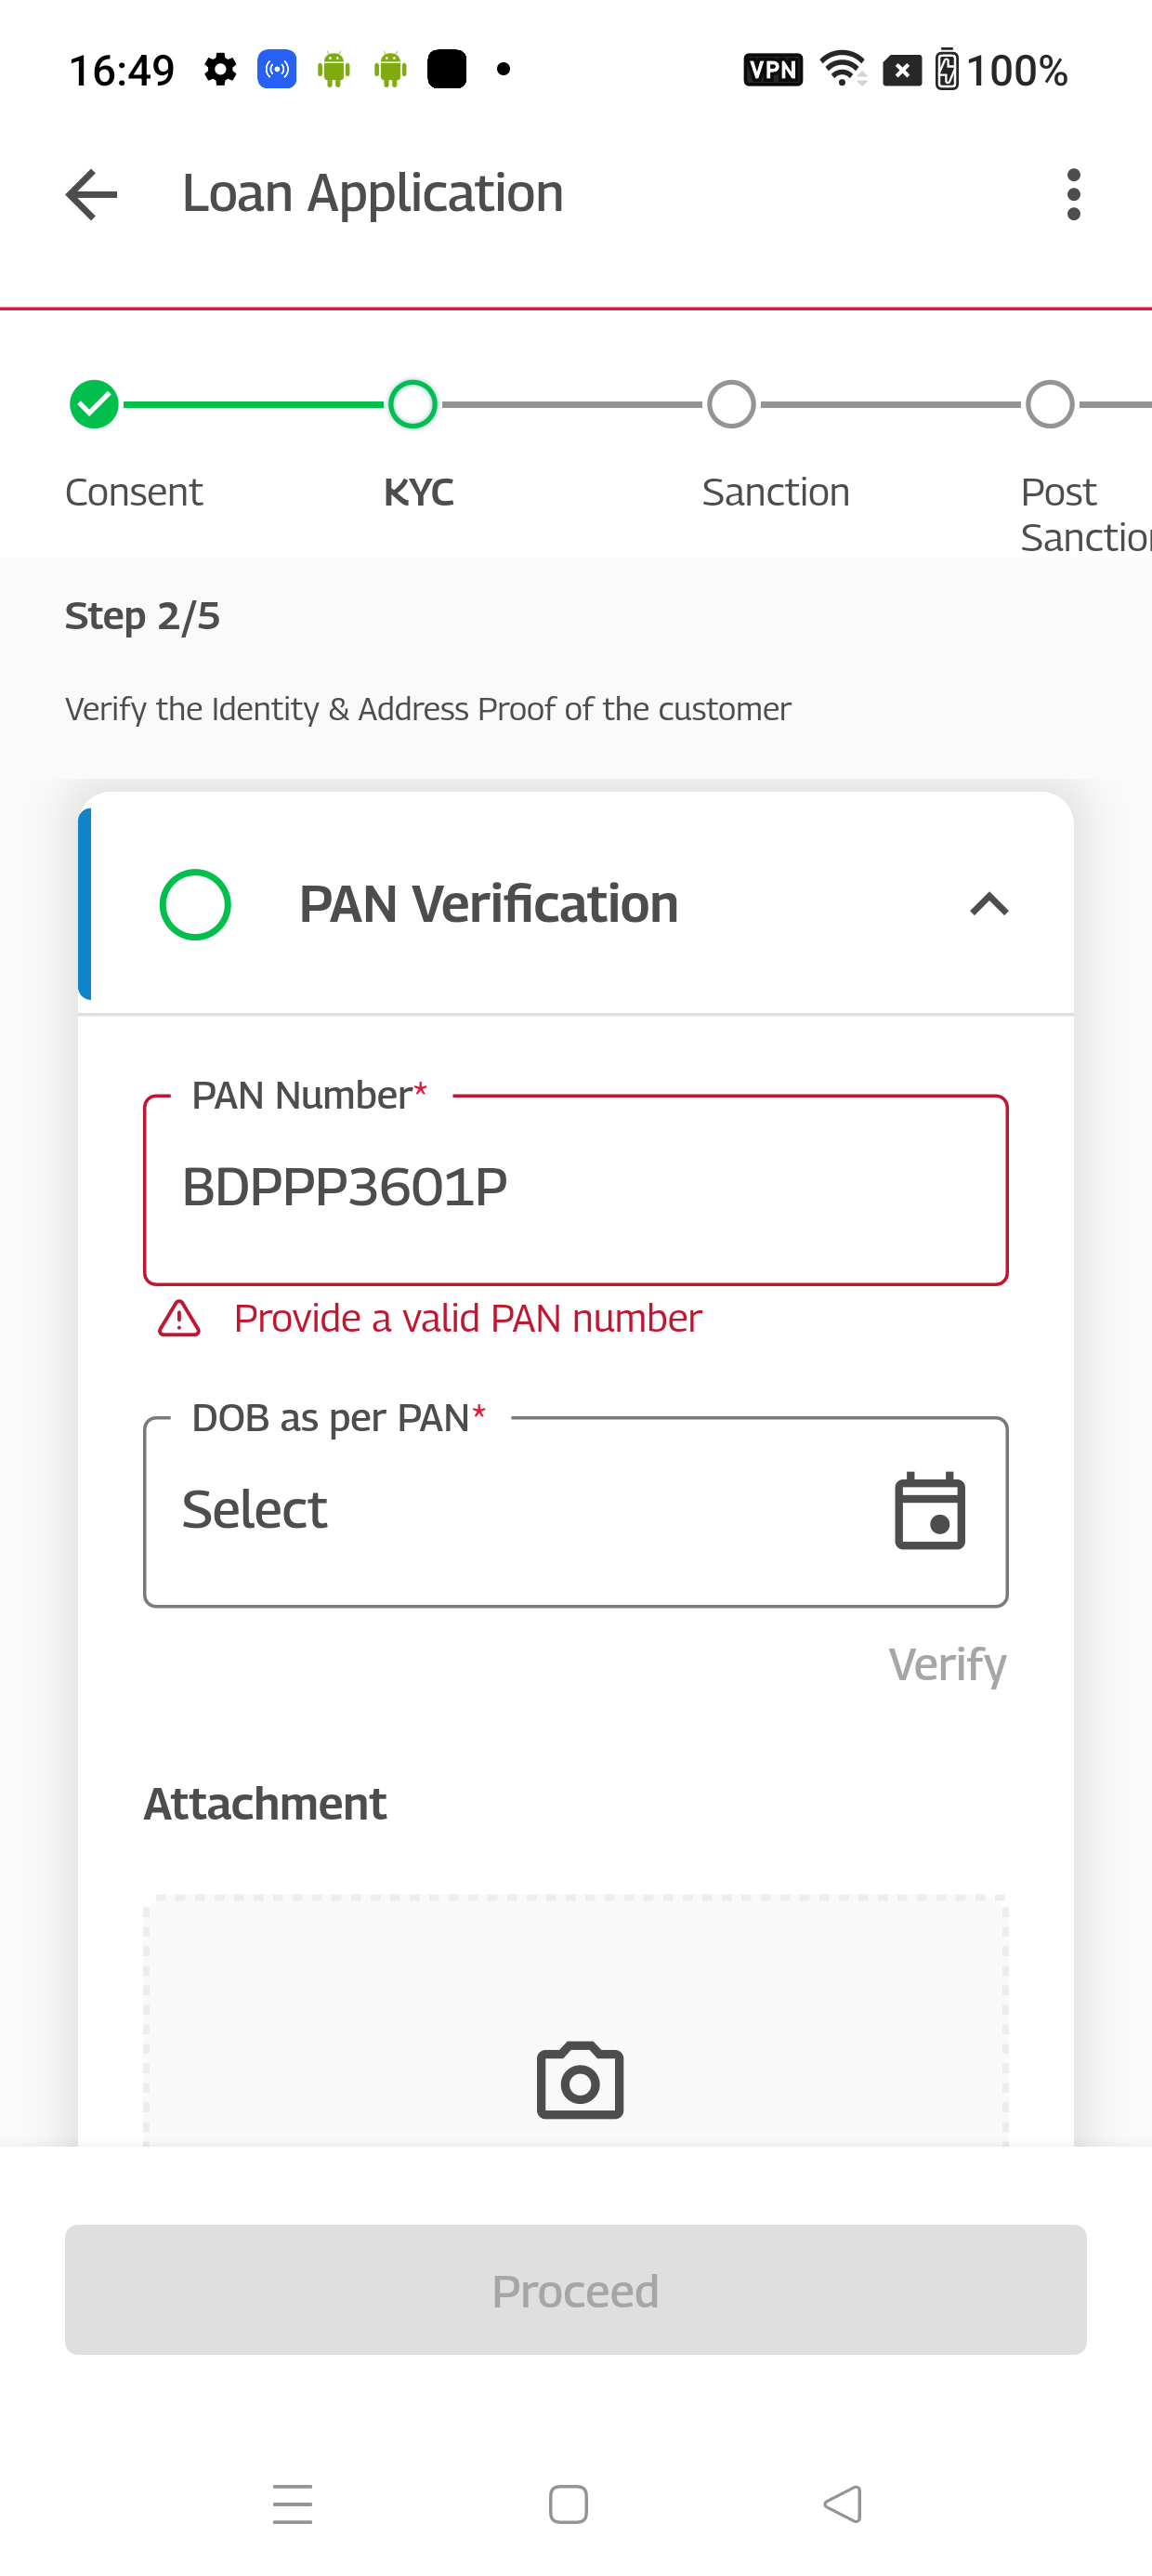 16:49
VPN
100%
Loan Application
Consent
KYC
Sanction
Post
Sanction
Step 2/5
Verify the Identity & Address Proof of the customer
PAN Verification
PAN Number*
BDPPP3601P
Provide a valid PAN number
DOB as per PAN*
Select
Verify
Attachment
Proceed